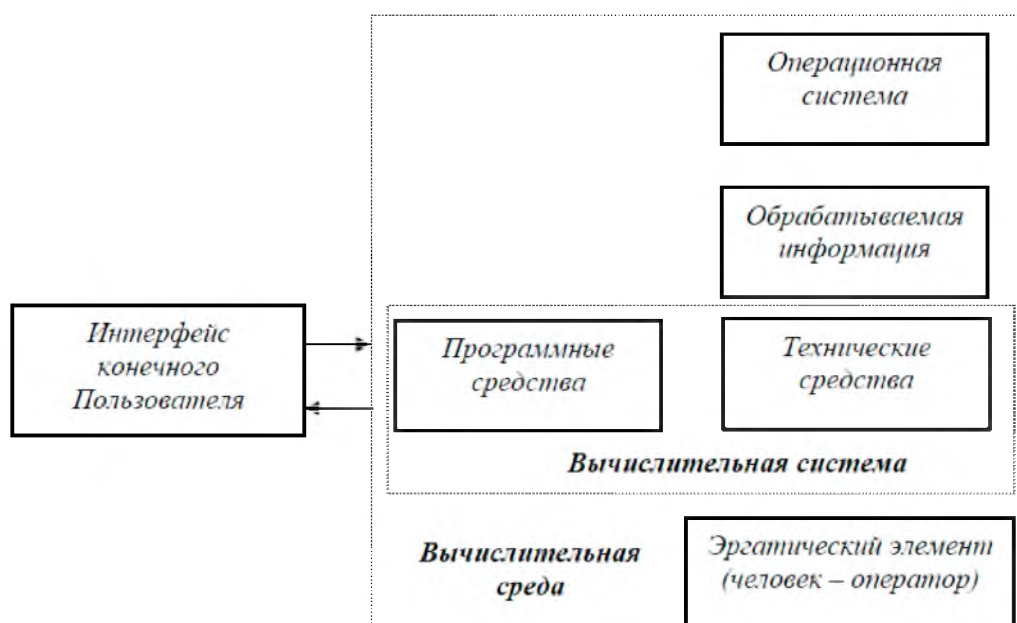 Операционная
система
Обрабатываемая
информация
Интерфейс
конечного
Пользователя
Программные
средства
Технические
средства
Вычислительная система
Вычислительная
среда
Эргатический элемент
(человек – оператор)